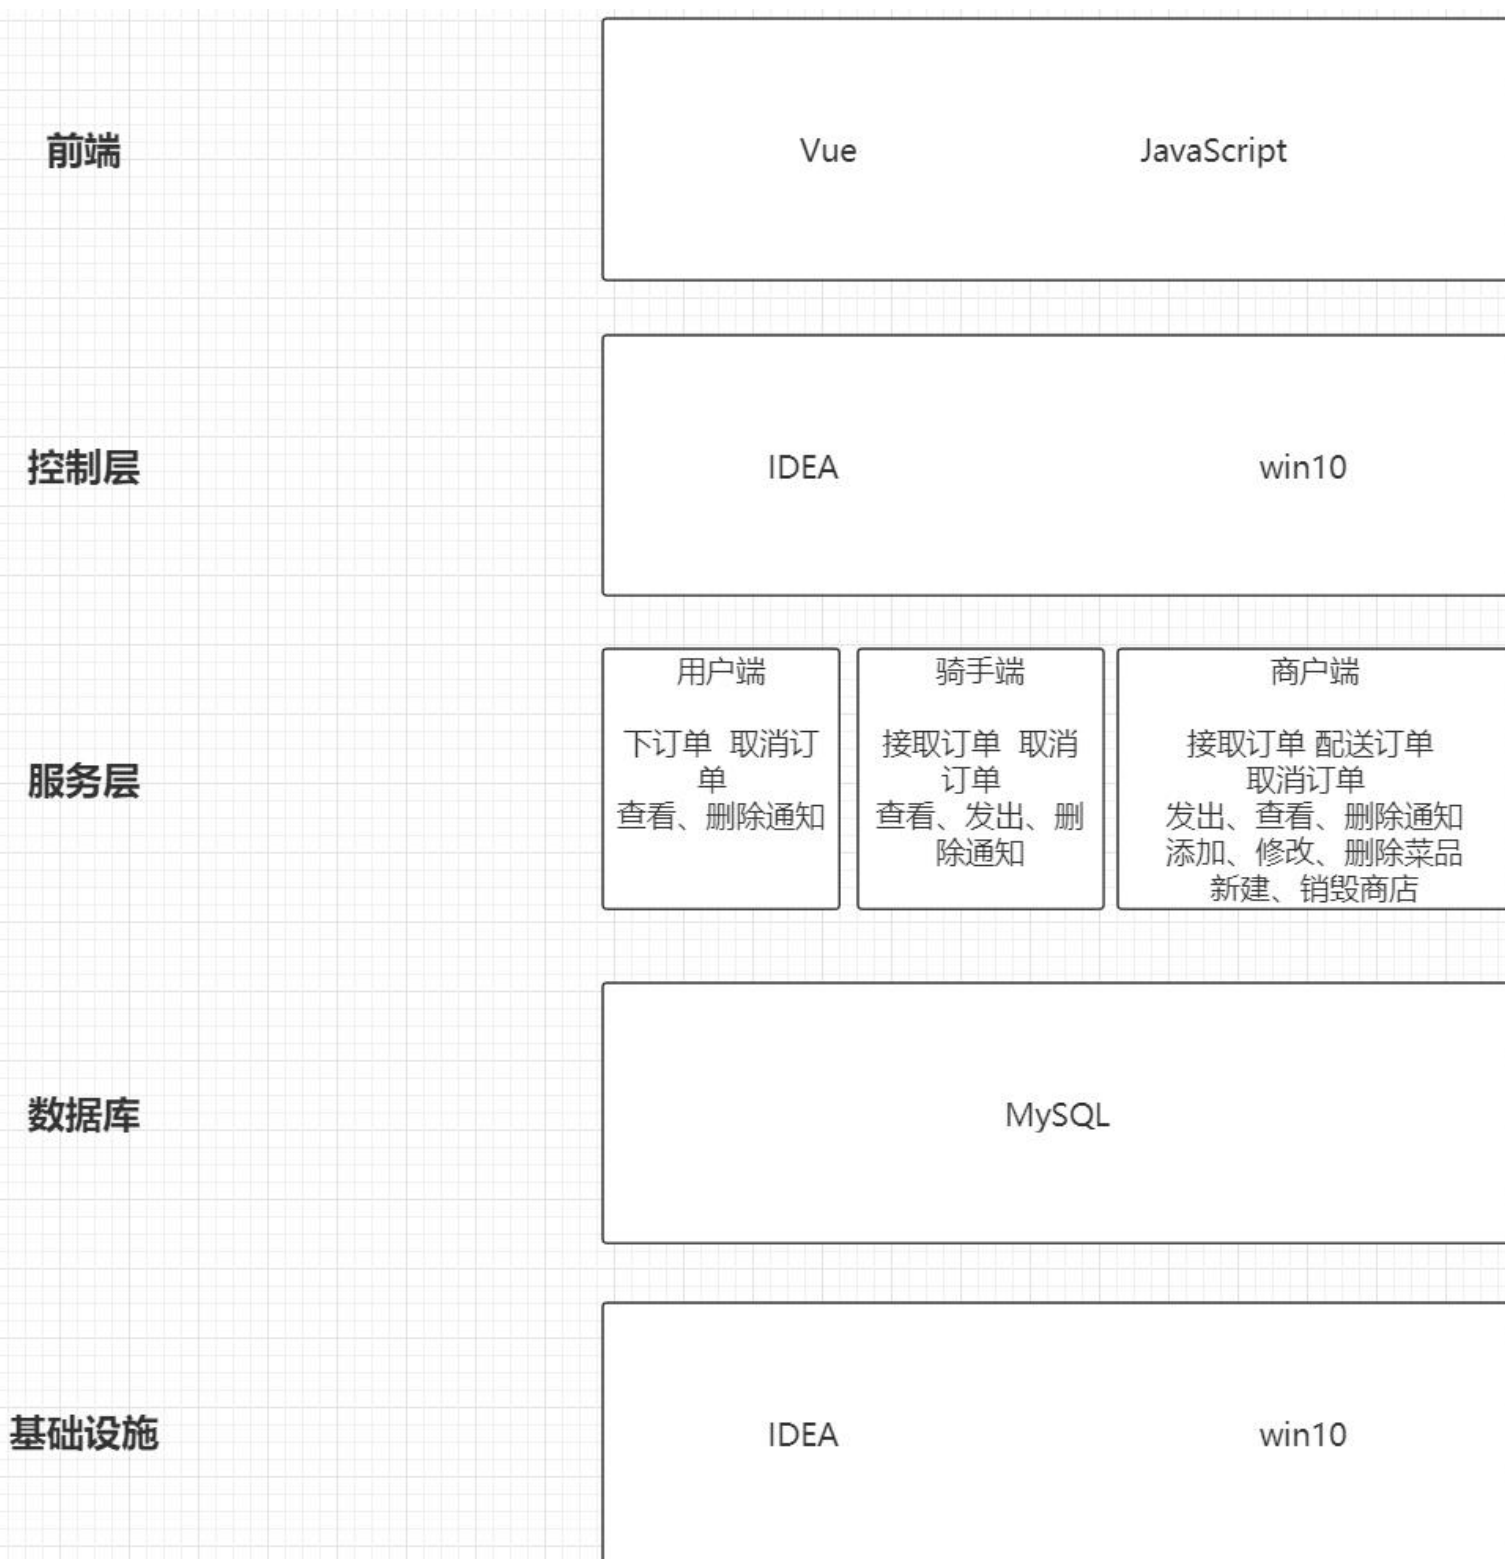 前端
Vue
JavaScript
控制层
IDEA
win10
服务层
用户端
下订单 取消订
单
查看、删除通知
骑手端
接取订单 取消
订单
查看、发出、删
除通知
商户端
接取订单 配送订单
取消订单
发出、查看、删除通知
添加、修改、删除菜品
新建、销毁商店
数据库
MySQL
基础设施
IDEA
win10